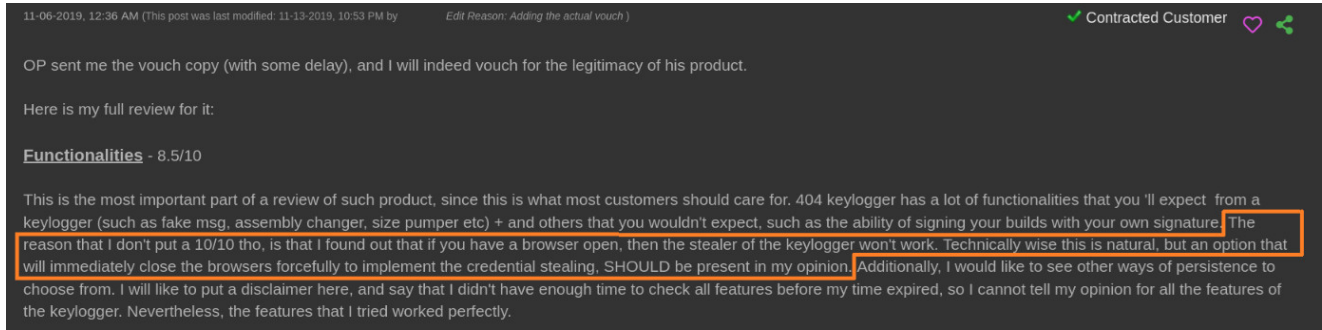 11-06-2019, 12:36 AM (This post was last modified: 11-13-2019, 10:53 PM by Edit Reason: Adding the actual vouch )
Contracted Customer
OP sent me the vouch copy (with some delay), and I will indeed vouch for the legitimacy of his product.
Here is my full review for it:
Functionalities - 8.5/10
This is the most important part of a review of such product, since this is what most customers should care for. 404 keylogger has a lot of functionalities that you 'll expect from a
keylogger (such as fake msg, assembly changer, size pumper etc) + and others that you wouldn't expect, such as the ability of signing your builds with your own signature. The
reason that I don't put a 10/10 tho, is that I found out that if you have a browser open, then the stealer of the keylogger won't work. Technically wise this is natural, but an option that
will immediately close the browsers forcefully to implement the credential stealing, SHOULD be present in my opinion. Additionally, I would like to see other ways of persistence to
choose from. I will like to put a disclaimer here, and say that I didn't have enough time to check all features before my time expired, so I cannot tell my opinion for all the features of
the keylogger. Nevertheless, the features that I tried worked perfectly.